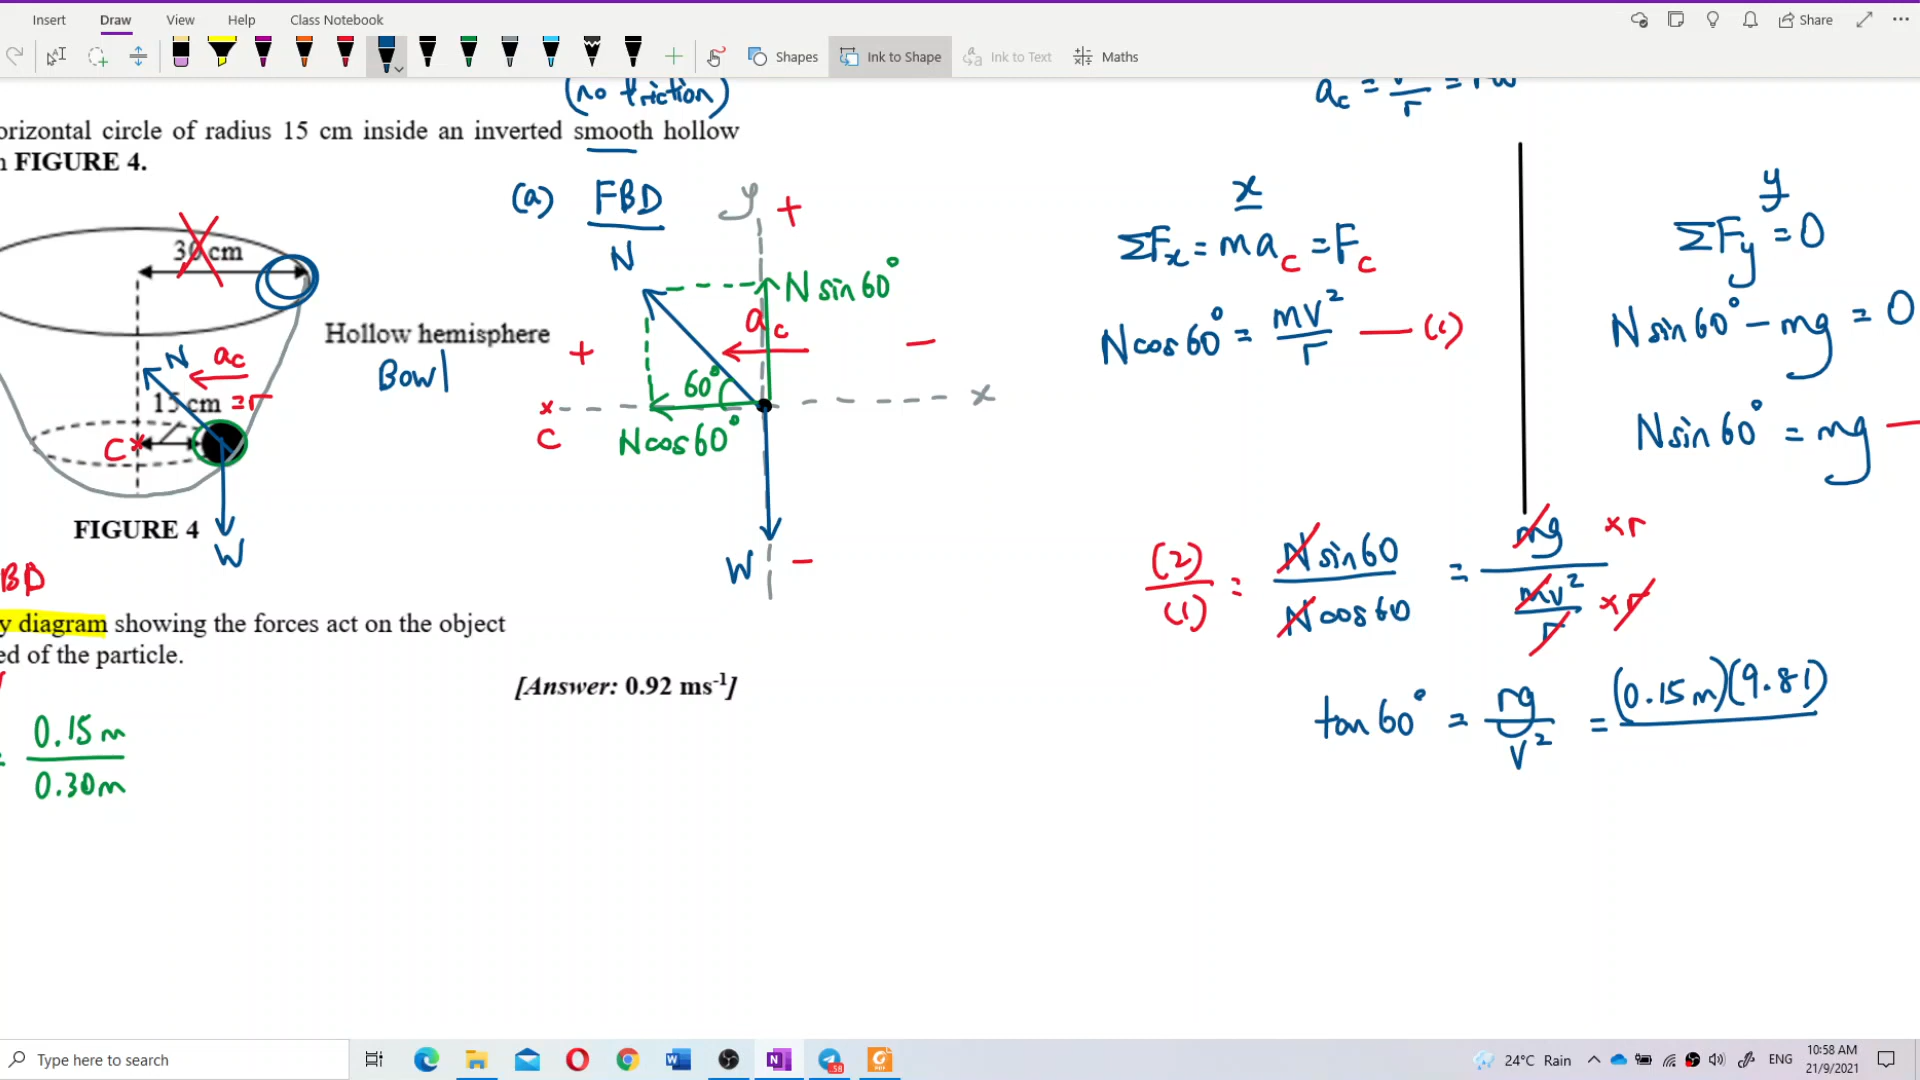 Insert Draw View Help Class Notebook Share
Shapes Ink to Shape Ink to Text Maths
(no friction)
orizontal circle of radius 15 cm inside an inverted smooth hollow
n FIGURE 4.
30 cm
Hollow hemisphere
Bowl
N
ac
15 cm = r
C
W
FIGURE 4
BD
y diagram showing the forces act on the object
ed of the particle.
[Answer: 0.92 ms⁻¹]
0.15 m
0.30 m
(a) FBD
y +
N
N sin 60°
ac
+
−
60°
x
C
N cos 60°
W −
ac = = rω
r
x
ΣFx = mac = Fc
N cos 60° = mv²/r — (1)
y
ΣFy = 0
N sin 60° − mg = 0
N sin 60° = mg −
(2)/(1) = N sin 60 / N cos 60 = mg × r / (mv²/r) × r
tan 60° = rg/v² = (0.15 m)(9.81)
Type here to search
W
N
.58
PDF
24°C Rain
ENG
10:58 AM
21/9/2021